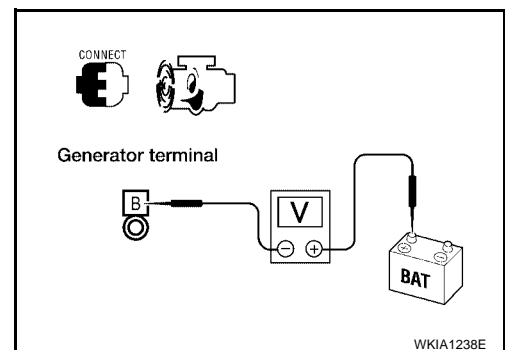 CONNECT
Generator terminal
B
V
− +
BAT
WKIA1238E